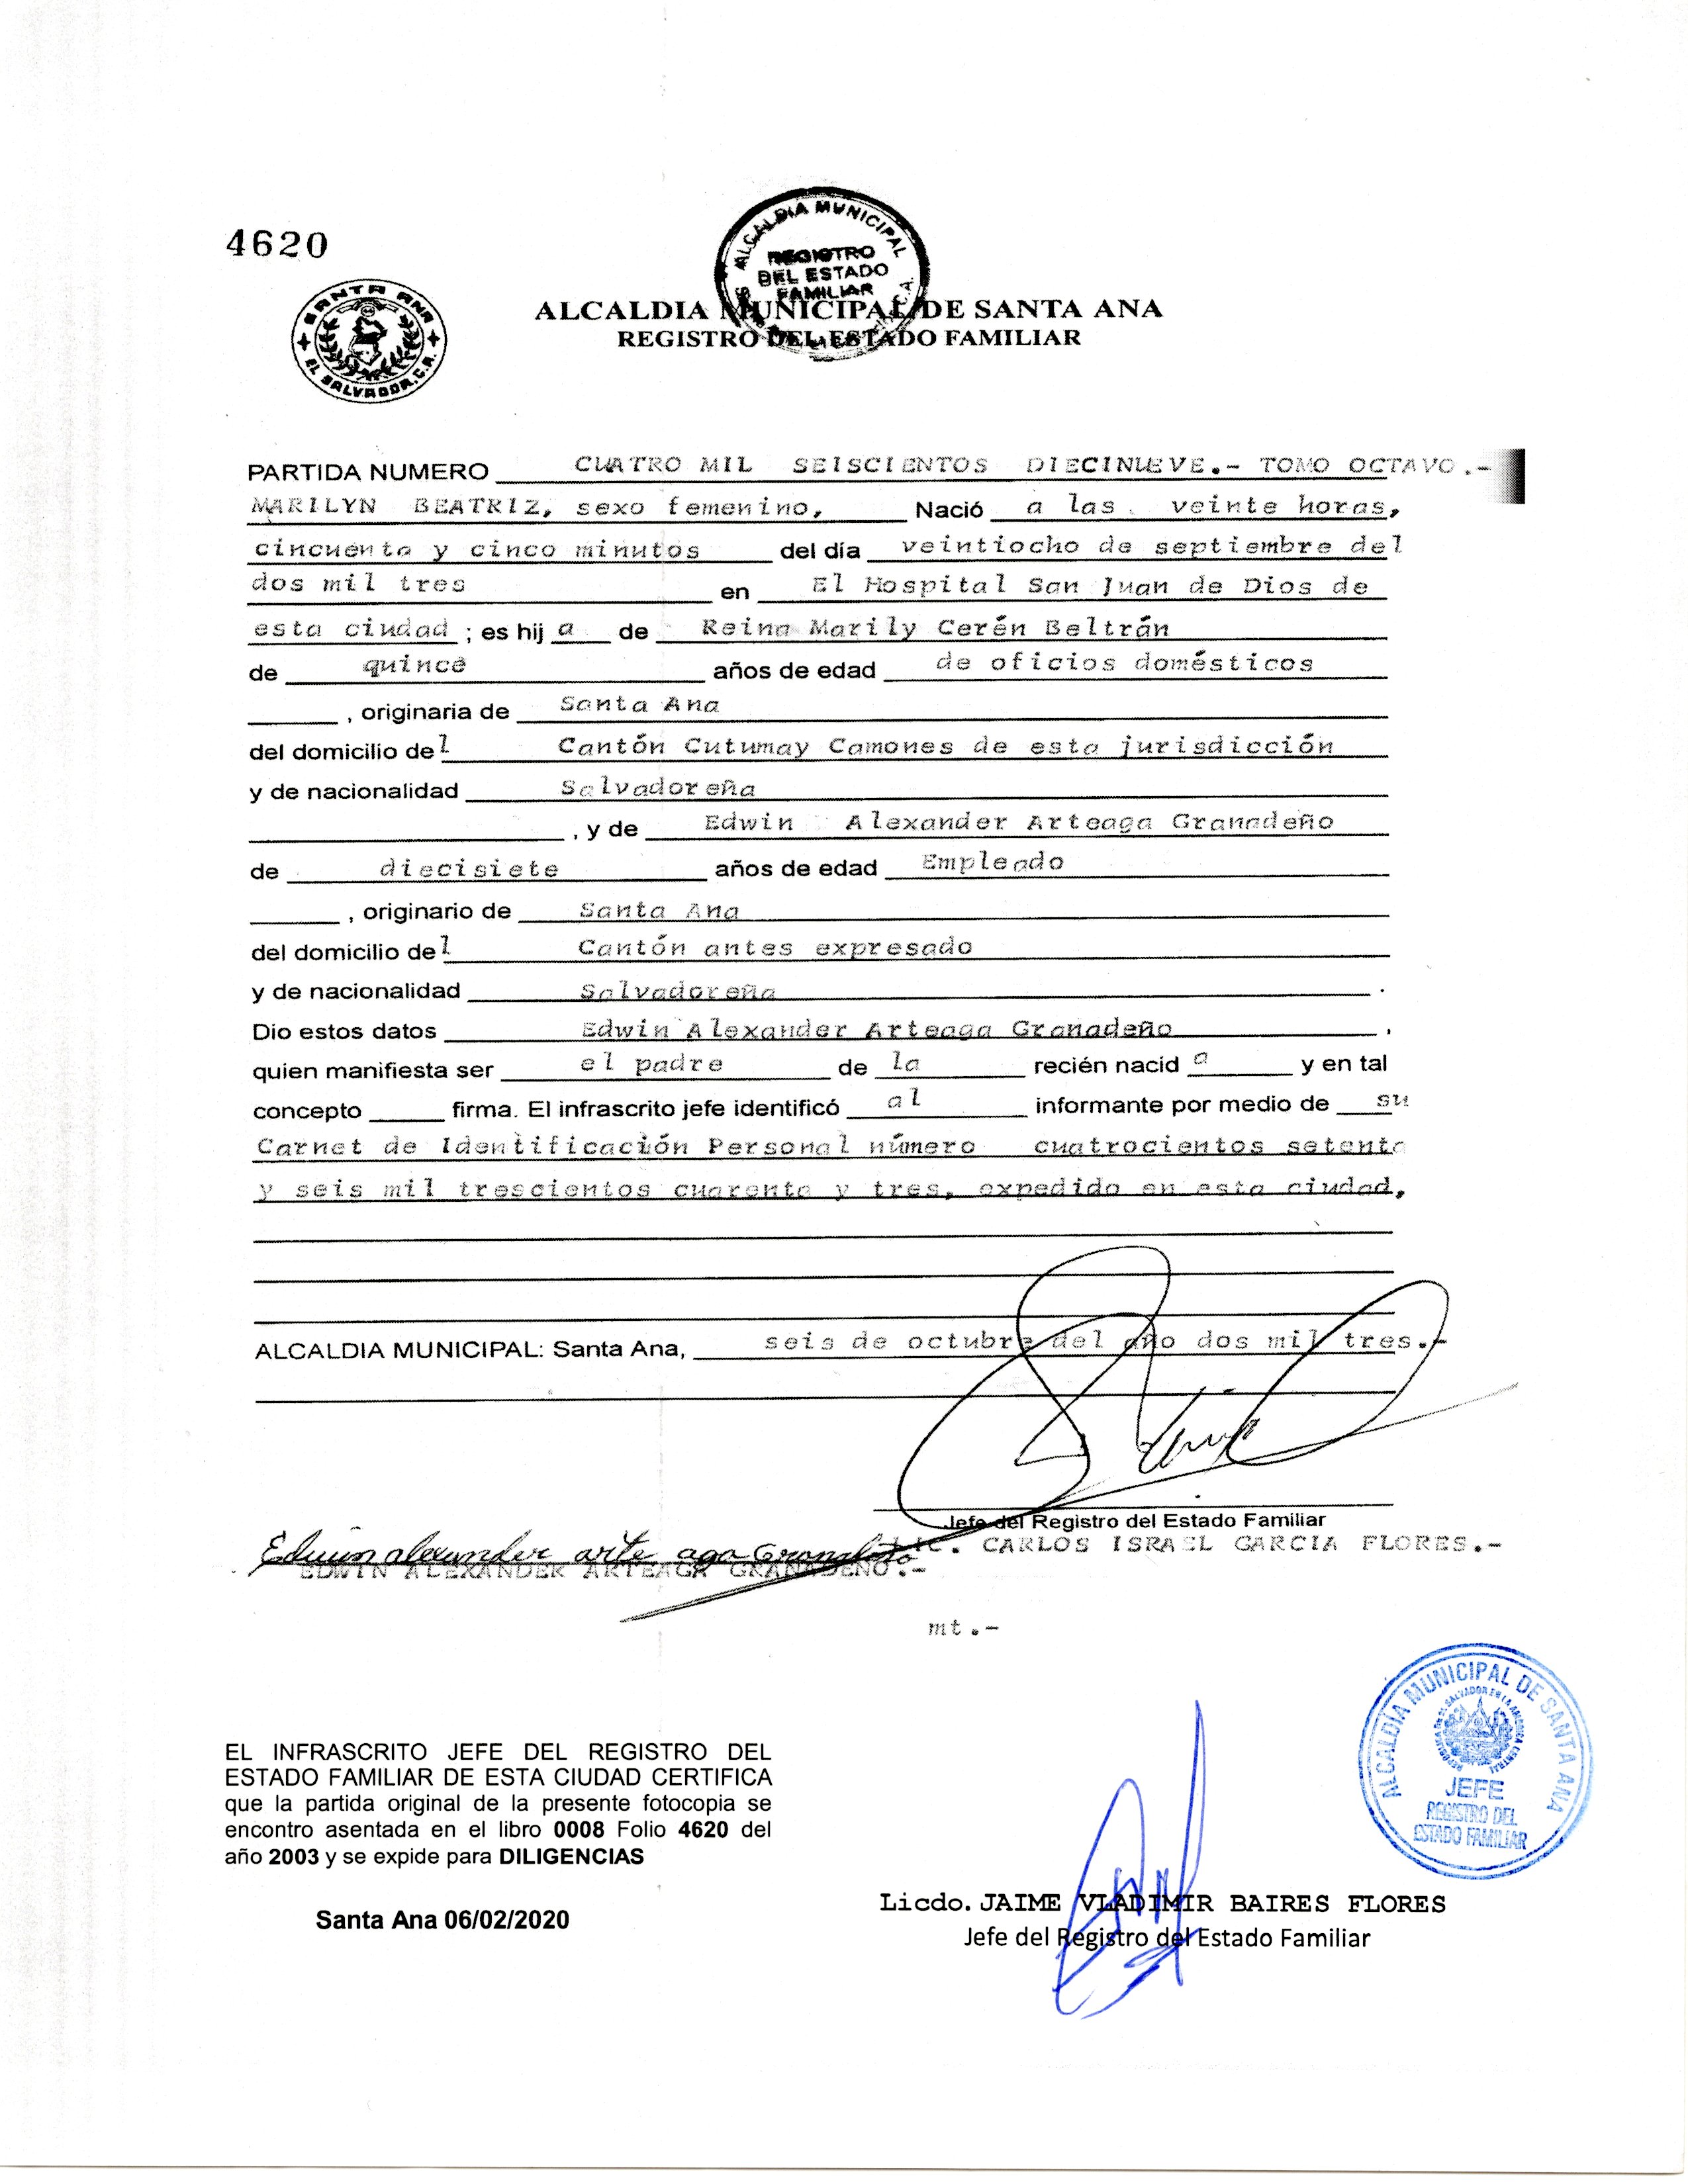 4620
ALCALDIA MUNICIPAL
REGISTRO
DEL ESTADO
FAMILIAR
SANTA ANA
EL SALVADOR, C.A.
ALCALDIA MUNICIPAL DE SANTA ANA
REGISTRO DEL ESTADO FAMILIAR
PARTIDA NUMERO CUATRO MIL SEISCIENTOS DIECINUEVE.- TOMO OCTAVO.-
MARILYN BEATRIZ, sexo femenino, Nació a las veinte horas,
cincuenta y cinco minutos del día veintiocho de septiembre del
dos mil tres en El Hospital San Juan de Dios de
esta ciudad ; es hij a de Reina Marily Cerén Beltrán
de quince años de edad de oficios domésticos
, originaria de Santa Ana
del domicilio de l Cantón Cutumay Camones de esta jurisdicción
y de nacionalidad Salvadoreña
, y de Edwin Alexander Arteaga Granadeño
de diecisiete años de edad Empleado
, originario de Santa Ana
del domicilio de l Cantón antes expresado
y de nacionalidad Salvadoreña .
Dio estos datos Edwin Alexander Arteaga Granadeño ,
quien manifiesta ser el padre de la recién nacid a y en tal
concepto firma. El infrascrito jefe identificó al informante por medio de su
Carnet de Identificación Personal número cuatrocientos setenta
y seis mil trescientos cuarenta y tres, expedido en esta ciudad,
ALCALDIA MUNICIPAL: Santa Ana, seis de octubre del año dos mil tres.-
Jefe del Registro del Estado Familiar
LIC. CARLOS ISRAEL GARCIA FLORES.-
Edwin alexander arte aga Granadeño
EDWIN ALEXANDER ARTEAGA GRANADEÑO.-
mt.-
ALCALDÍA MUNICIPAL DE SANTA ANA
REPÚBLICA DE EL SALVADOR EN LA AMERICA CENTRAL
JEFE
REGISTRO DEL
ESTADO FAMILIAR
EL INFRASCRITO JEFE DEL REGISTRO DEL
ESTADO FAMILIAR DE ESTA CIUDAD CERTIFICA
que la partida original de la presente fotocopia se
encontro asentada en el libro 0008 Folio 4620 del
año 2003 y se expide para DILIGENCIAS
Santa Ana 06/02/2020
Licdo. JAIME VLADIMIR BAIRES FLORES
Jefe del Registro del Estado Familiar